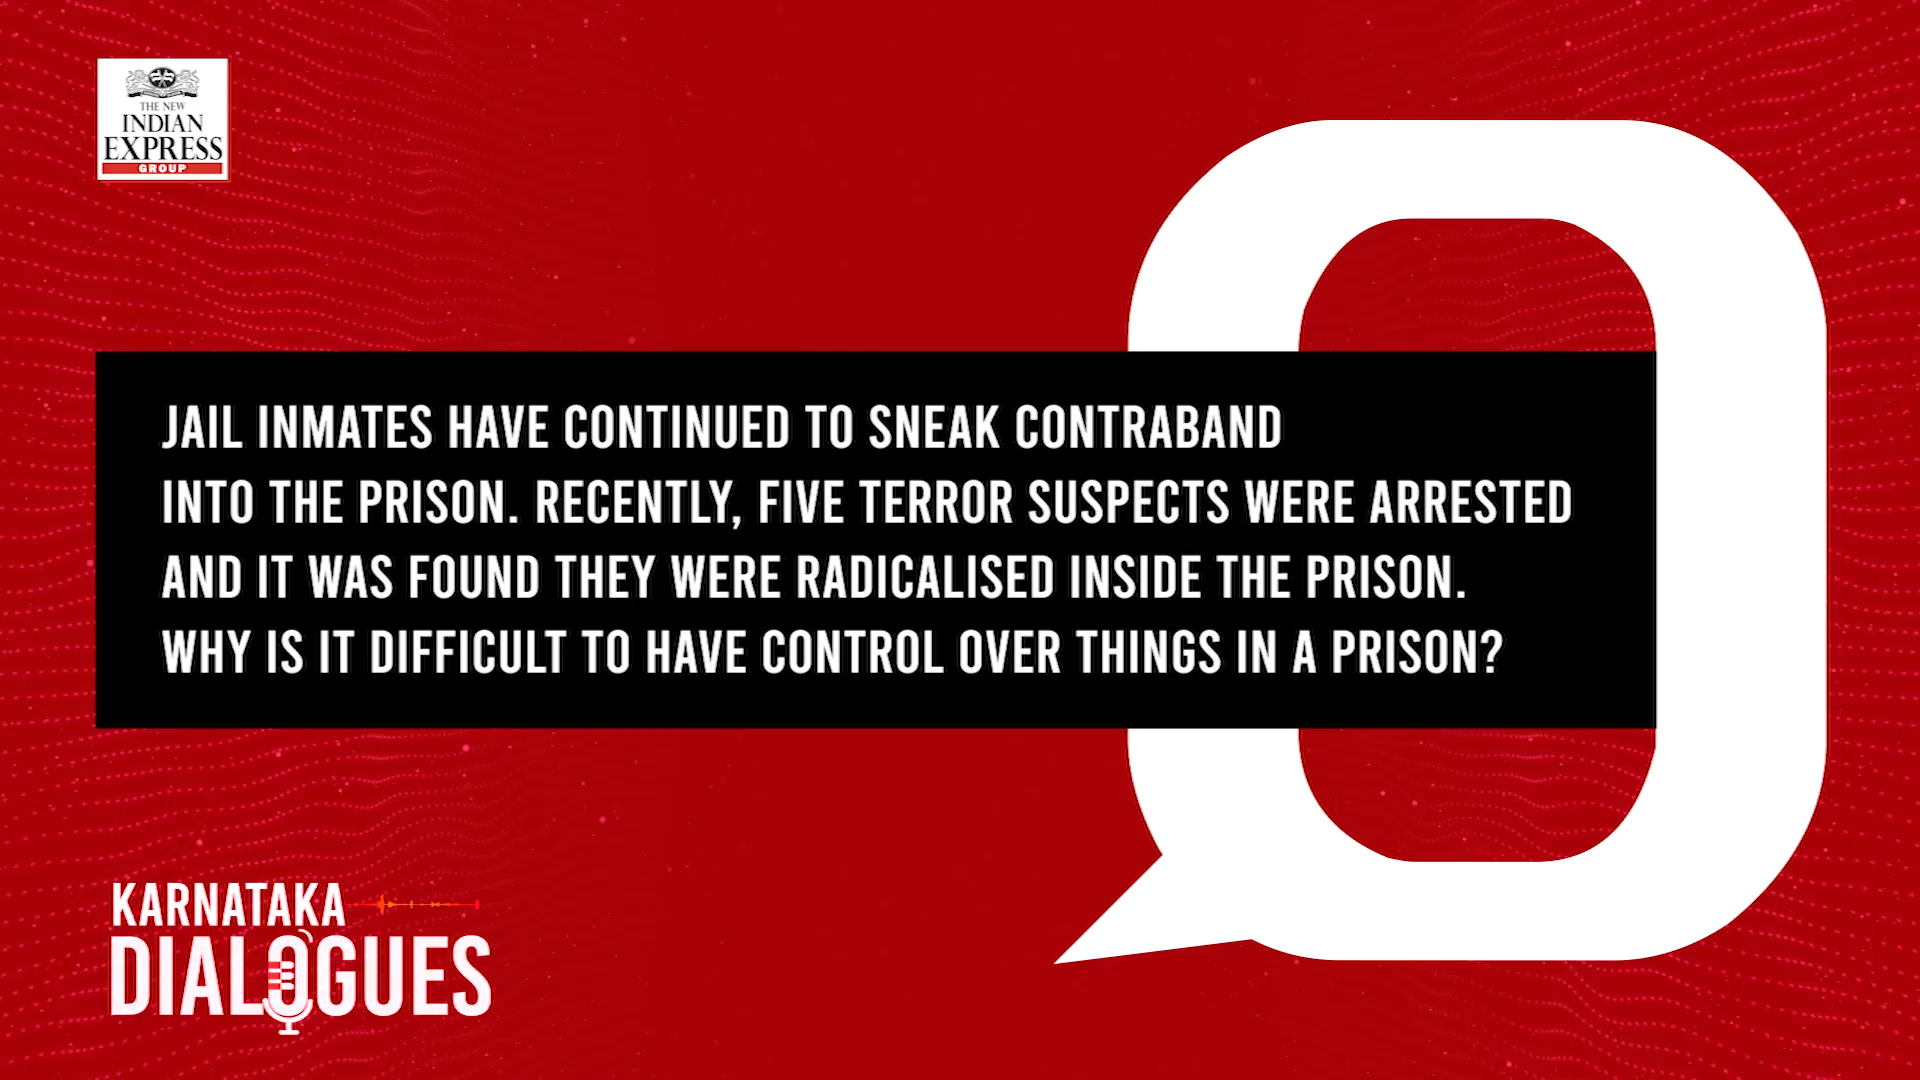 THE NEW
INDIAN
EXPRESS
GROUP
JAIL INMATES HAVE CONTINUED TO SNEAK CONTRABAND
INTO THE PRISON. RECENTLY, FIVE TERROR SUSPECTS WERE ARRESTED
AND IT WAS FOUND THEY WERE RADICALISED INSIDE THE PRISON.
WHY IS IT DIFFICULT TO HAVE CONTROL OVER THINGS IN A PRISON?
KARNATAKA
DIALOGUES